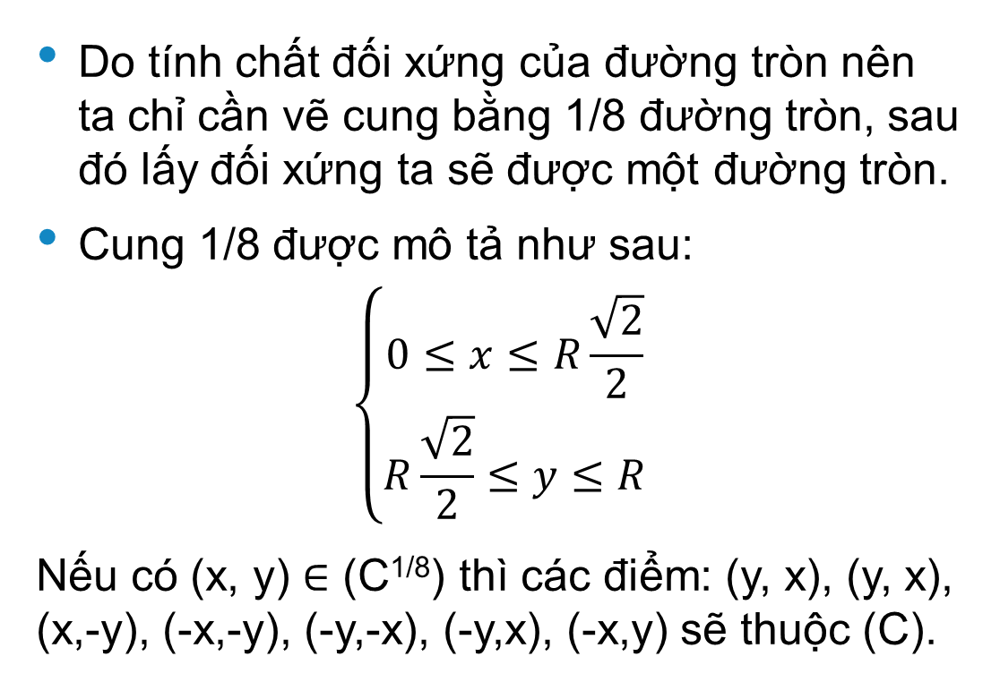 • Do tính chất đối xứng của đường tròn nên
ta chỉ cần vẽ cung bằng 1/8 đường tròn, sau
đó lấy đối xứng ta sẽ được một đường tròn.
• Cung 1/8 được mô tả như sau:
{ 0 ≤ x ≤ R √2/2
R √2/2 ≤ y ≤ R
Nếu có (x, y) ∈ (C^1/8) thì các điểm: (y, x), (y, x),
(x,-y), (-x,-y), (-y,-x), (-y,x), (-x,y) sẽ thuộc (C).